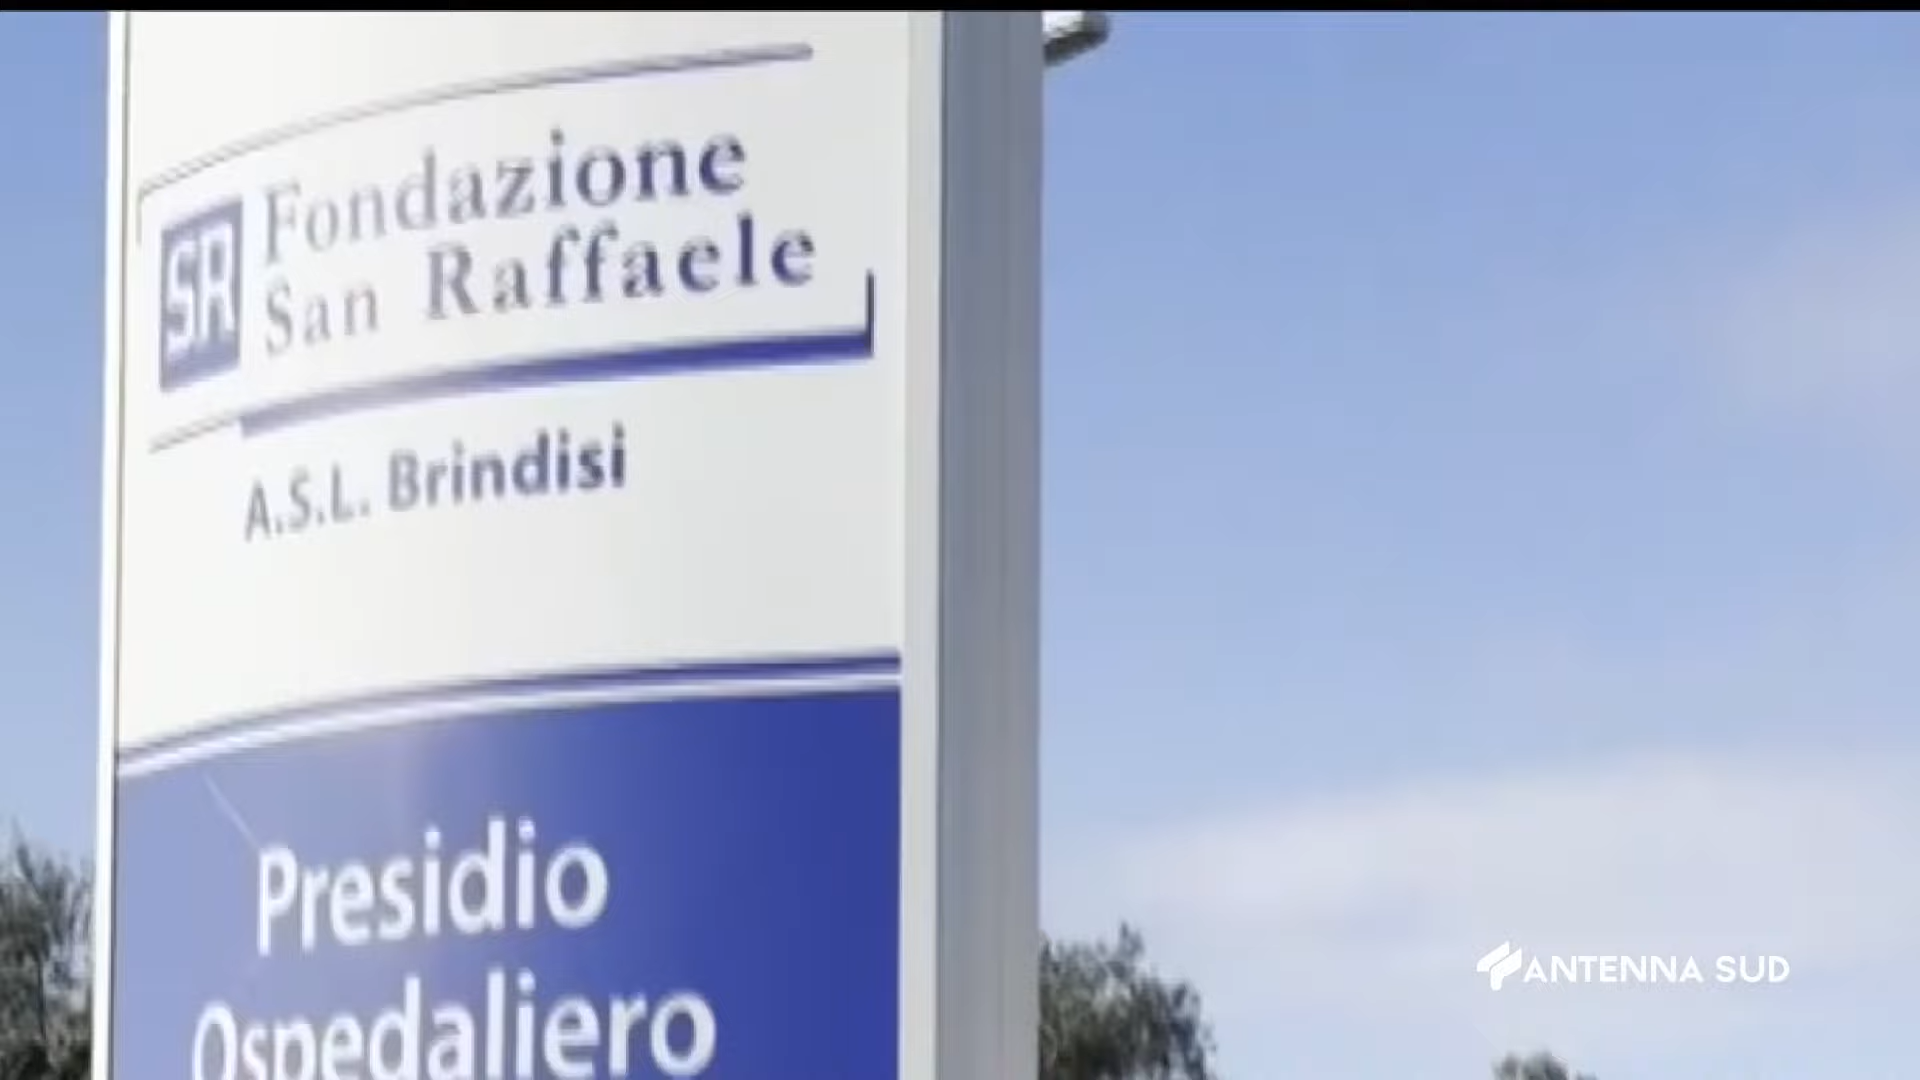 SR
Fondazione
San Raffaele
A.S.L. Brindisi
Presidio
Ospedaliero
ANTENNA SUD